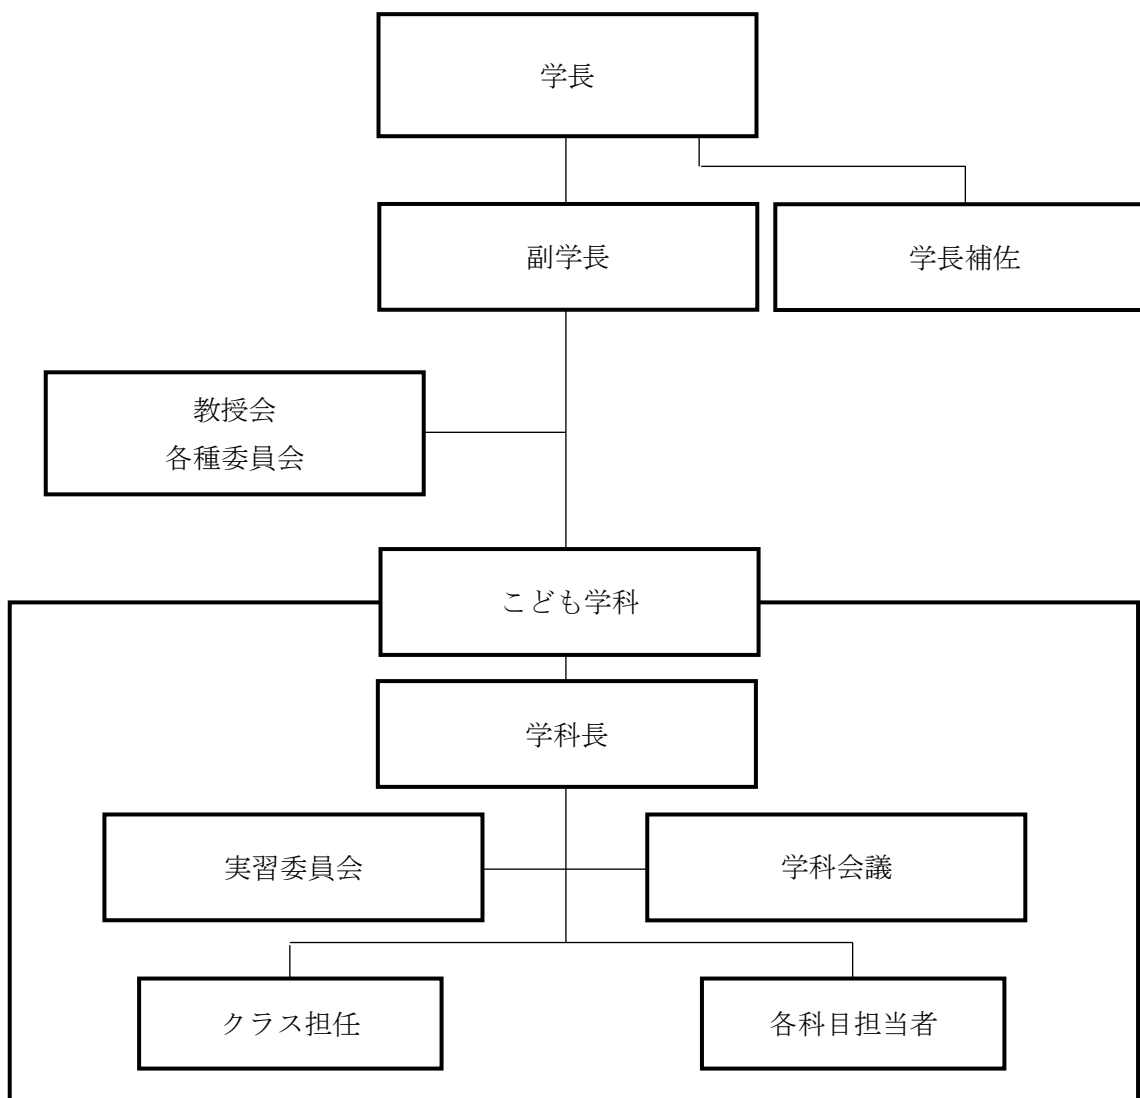 学長
副学長
学長補佐
教授会
各種委員会
こども学科
学科長
実習委員会
学科会議
クラス担任
各科目担当者